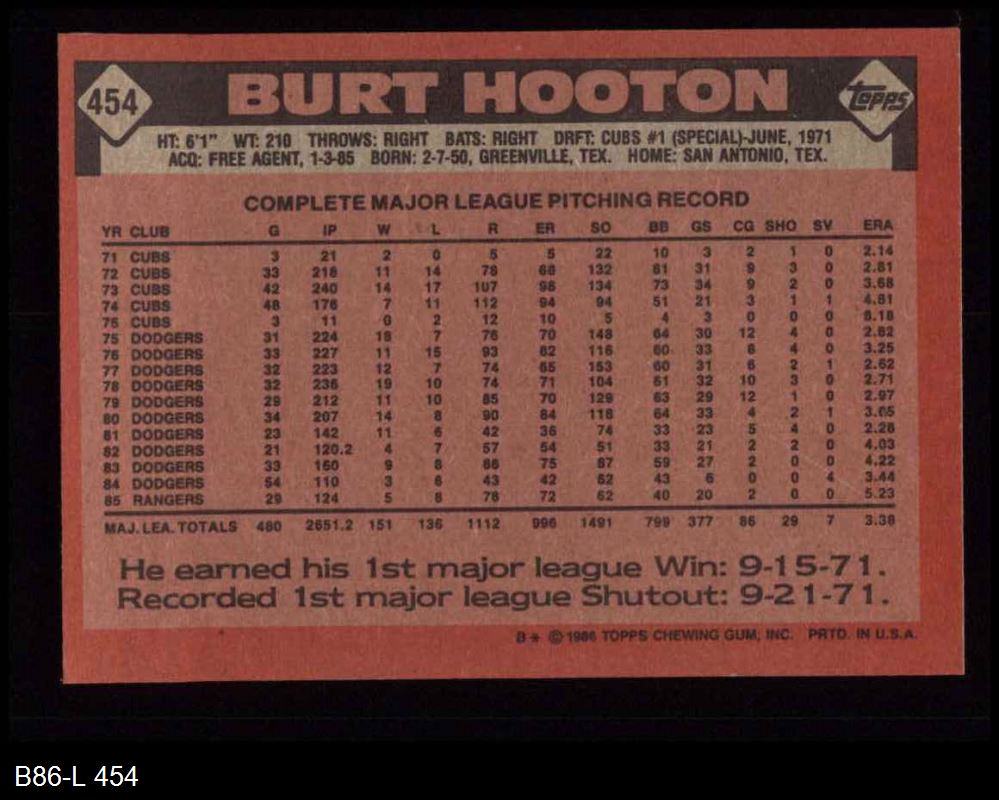 454 BURT HOOTON topps
HT: 6'1" WT: 210 THROWS: RIGHT BATS: RIGHT DRFT: CUBS #1 (SPECIAL)-JUNE, 1971
ACQ: FREE AGENT, 1-3-85 BORN: 2-7-50, GREENVILLE, TEX. HOME: SAN ANTONIO, TEX.
COMPLETE MAJOR LEAGUE PITCHING RECORD
YR CLUB G IP W L R ER SO BB GS CG SHO SV ERA
71 CUBS 3 21 2 0 5 5 22 10 3 2 1 0 2.14
72 CUBS 33 218 11 14 78 68 132 81 31 9 3 0 2.81
73 CUBS 42 240 14 17 107 98 134 73 34 9 2 0 3.68
74 CUBS 48 176 7 11 112 94 94 51 21 3 1 1 4.81
75 CUBS 3 11 0 2 12 10 5 4 3 0 0 0 8.18
75 DODGERS 31 224 18 7 76 70 148 64 30 12 4 0 2.82
76 DODGERS 33 227 11 15 93 82 116 60 33 8 4 0 3.25
77 DODGERS 32 223 12 7 74 65 153 60 31 6 2 1 2.62
78 DODGERS 32 236 19 10 74 71 104 61 32 10 3 0 2.71
79 DODGERS 29 212 11 10 85 70 129 63 29 12 1 0 2.97
80 DODGERS 34 207 14 8 90 84 118 64 33 4 2 1 3.65
81 DODGERS 23 142 11 6 42 36 74 33 23 5 4 0 2.28
82 DODGERS 21 120.2 4 7 57 54 51 33 21 2 2 0 4.03
83 DODGERS 33 160 9 8 86 75 87 59 27 2 0 0 4.22
84 DODGERS 54 110 3 6 43 42 62 43 6 0 0 4 3.44
85 RANGERS 29 124 5 8 78 72 62 40 20 2 0 0 5.23
MAJ. LEA. TOTALS 480 2651.2 151 136 1112 996 1491 799 377 86 29 7 3.38
He earned his 1st major league Win: 9-15-71.
Recorded 1st major league Shutout: 9-21-71.
B* © 1986 TOPPS CHEWING GUM, INC. PRTD. IN U.S.A.
B86-L 454